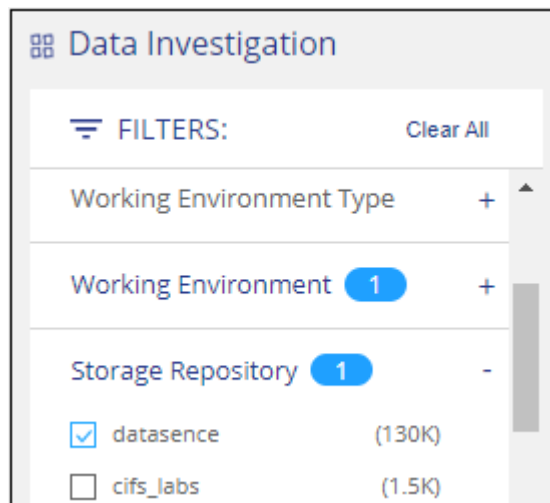 Data Investigation
FILTERS: Clear All
Working Environment Type +
Working Environment 1 +
Storage Repository 1 -
datasence (130K)
cifs_labs (1.5K)